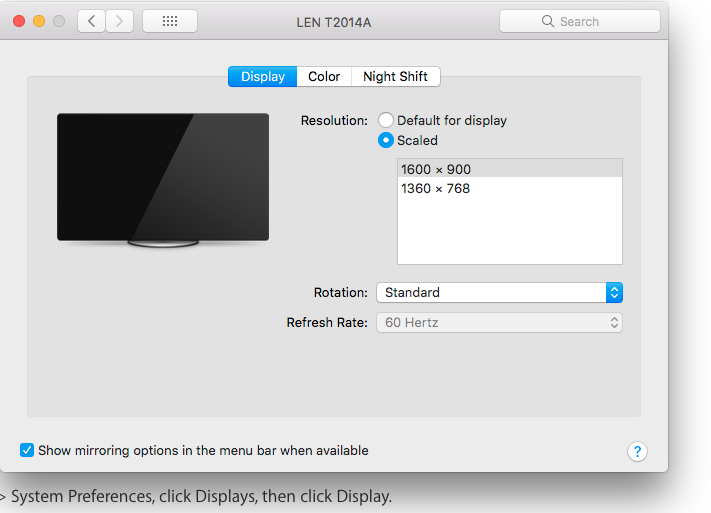 LEN T2014A
Search
Display Color Night Shift
Resolution: Default for display
Scaled
1600 × 900
1360 × 768
Rotation: Standard
Refresh Rate: 60 Hertz
Show mirroring options in the menu bar when available
?
> System Preferences, click Displays, then click Display.